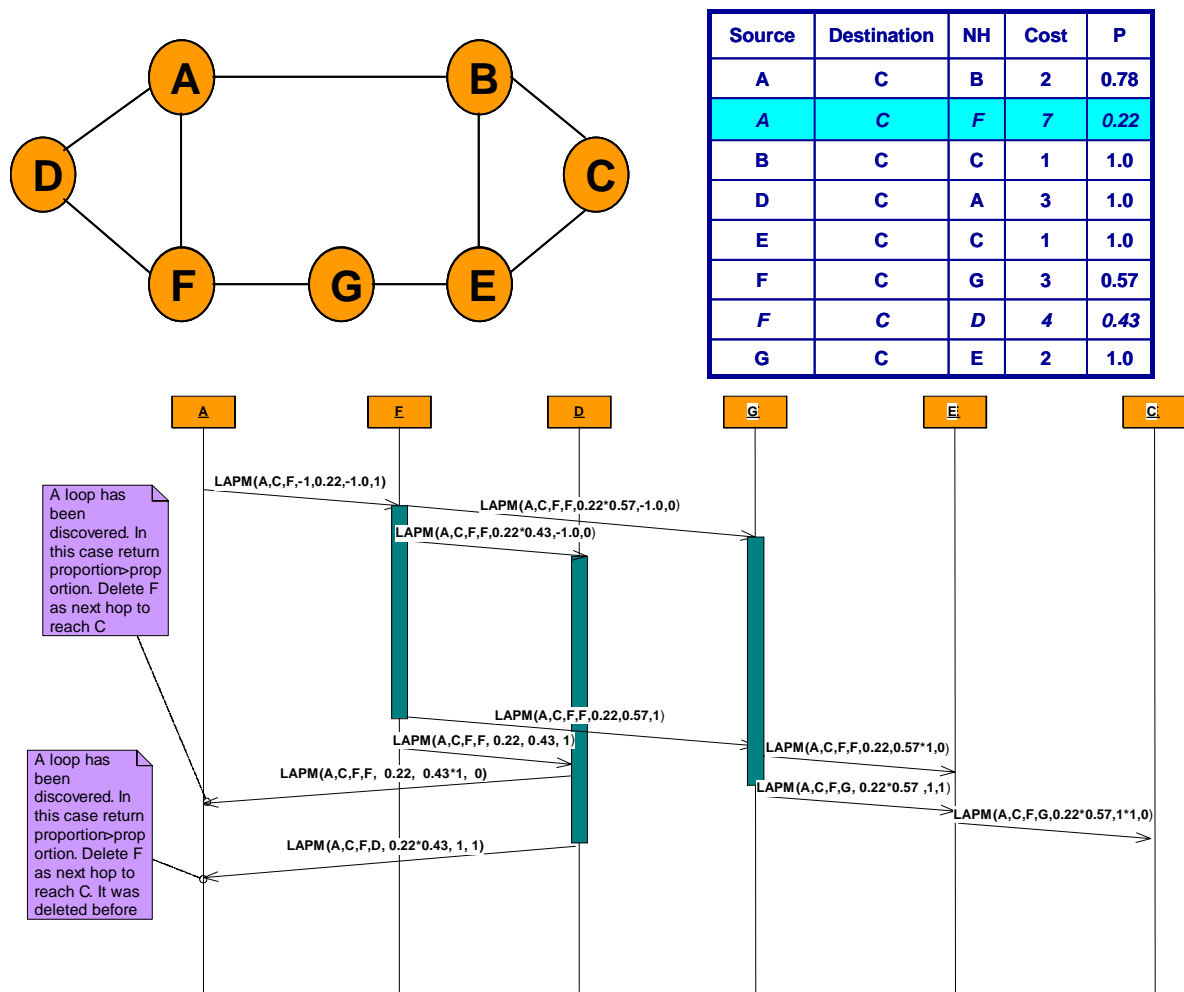 A
B
D
C
F
G
E
Source Destination NH Cost P
A C B 2 0.78
A C F 7 0.22
B C C 1 1.0
D C A 3 1.0
E C C 1 1.0
F C G 3 0.57
F C D 4 0.43
G C E 2 1.0
A F D G E C
LAPM(A,C,F,-1,0.22,-1.0,1)
LAPM(A,C,F,F,0.22*0.57,-1.0,0)
LAPM(A,C,F,F,0.22*0.43,-1.0,0)
A loop has
been
discovered. In
this case return
proportion>prop
ortion. Delete F
as next hop to
reach C
LAPM(A,C,F,F,0.22,0.57,1)
LAPM(A,C,F,F, 0.22, 0.43, 1)
LAPM(A,C,F,F,0.22,0.57*1,0)
LAPM(A,C,F,F, 0.22, 0.43*1, 0)
LAPM(A,C,F,G, 0.22*0.57 ,1,1)
LAPM(A,C,F,G,0.22*0.57,1*1,0)
LAPM(A,C,F,D, 0.22*0.43, 1, 1)
A loop has
been
discovered. In
this case return
proportion>prop
ortion. Delete F
as next hop to
reach C. It was
deleted before